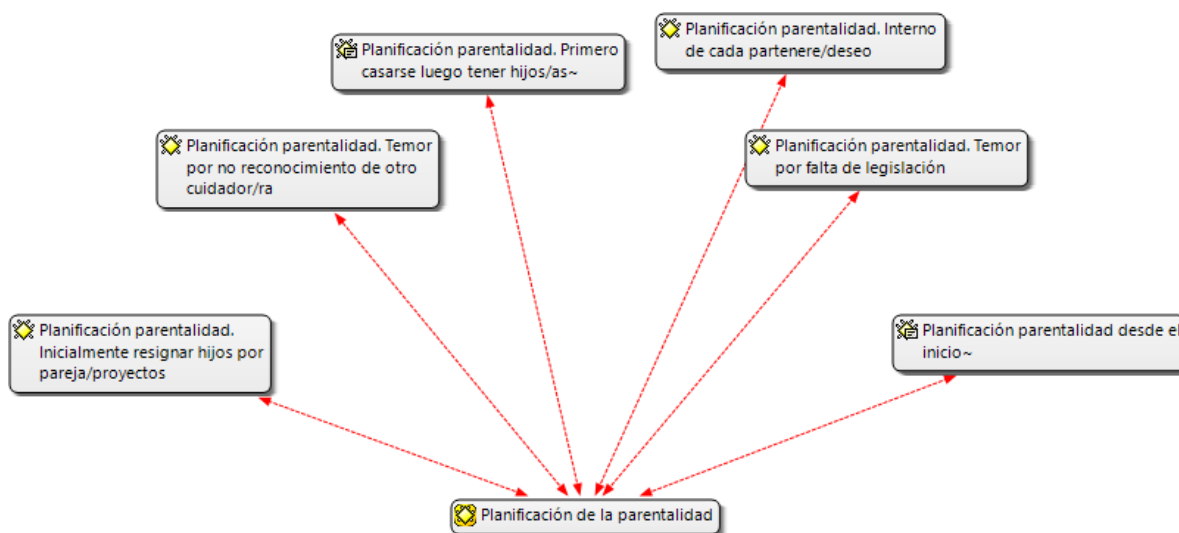 Planificación parentalidad. Interno
de cada partenere/deseo
Planificación parentalidad. Primero
casarse luego tener hijos/as~
Planificación parentalidad. Temor
por no reconocimiento de otro
cuidador/ra
Planificación parentalidad. Temor
por falta de legislación
Planificación parentalidad.
Inicialmente resignar hijos por
pareja/proyectos
Planificación parentalidad desde el
inicio~
Planificación de la parentalidad